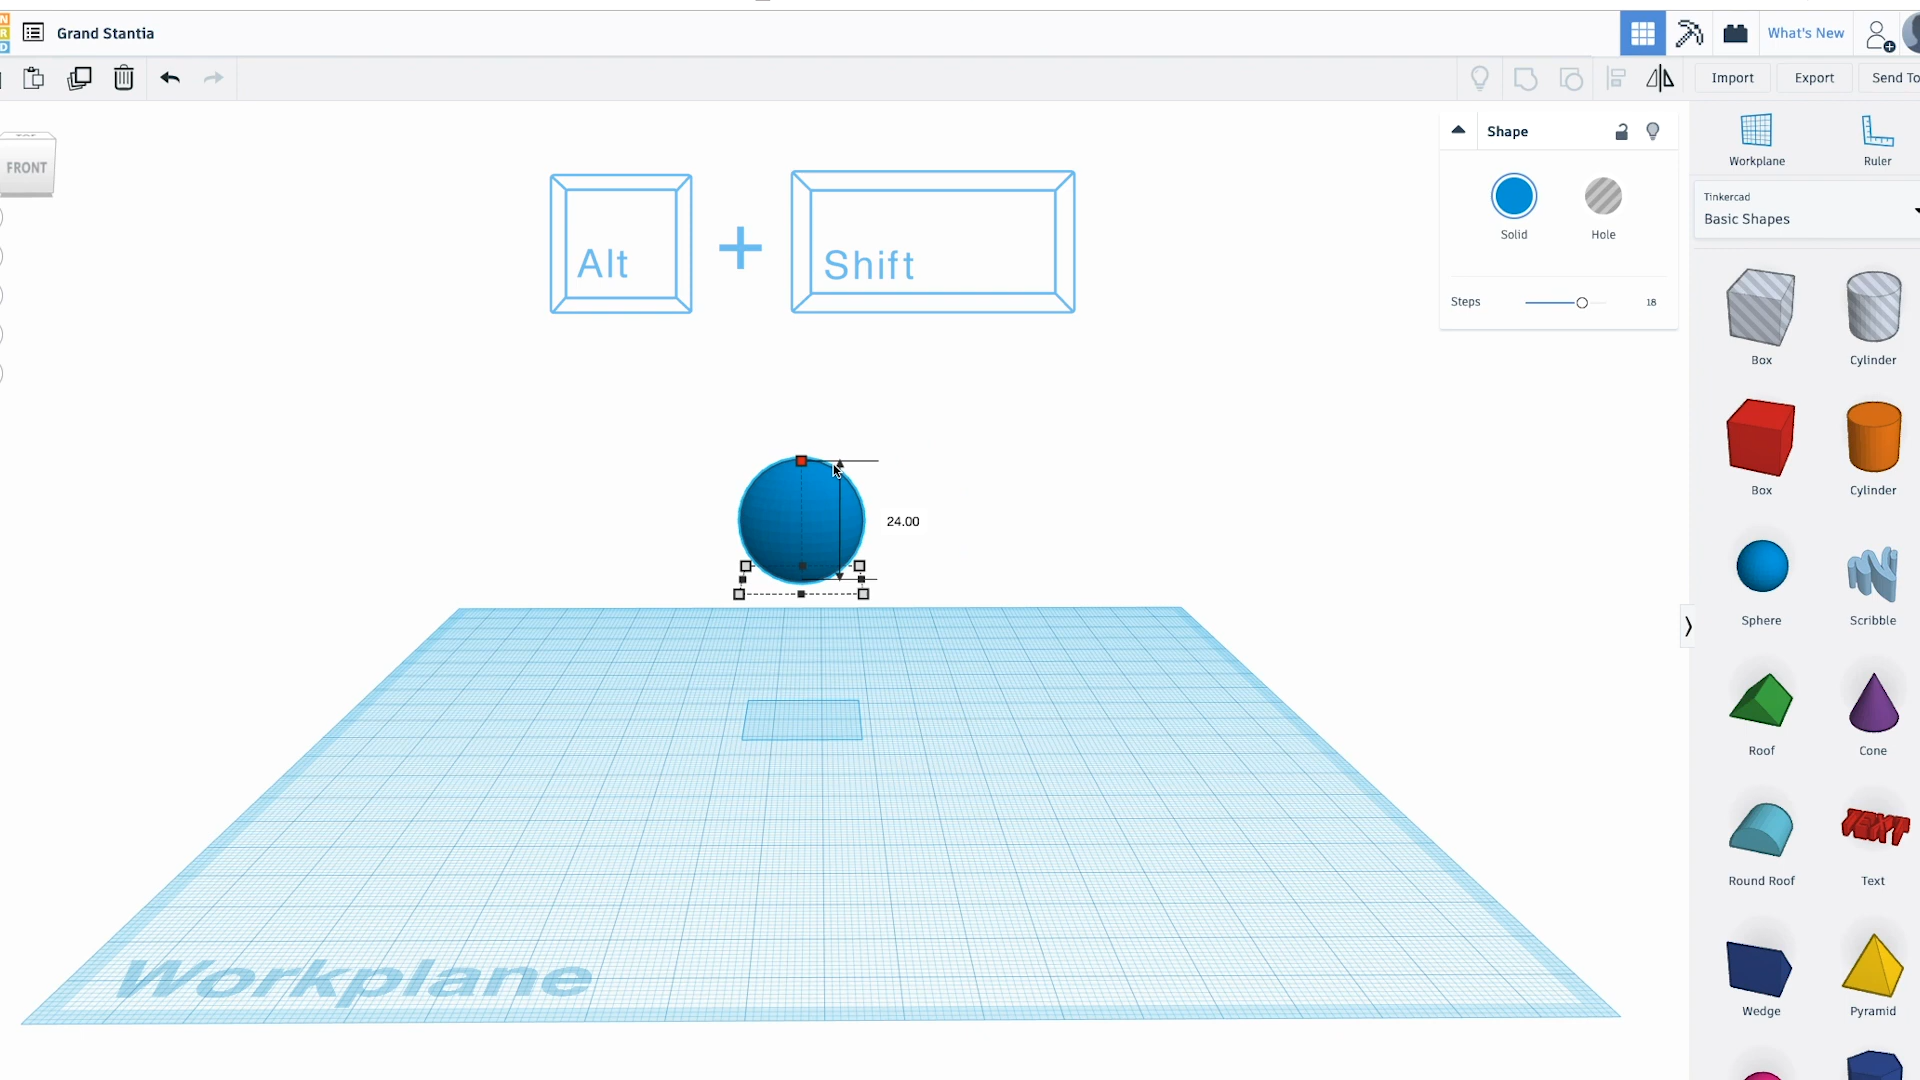 Grand Stantia
What's New
Import
Export
Send To
FRONT
Alt + Shift
Shape
Solid
Hole
Steps
18
Workplane
Ruler
Tinkercad
Basic Shapes
Box
Cylinder
Box
Cylinder
Sphere
Scribble
Roof
Cone
Round Roof
TEXT
Text
Wedge
Pyramid
24.00
Workplane